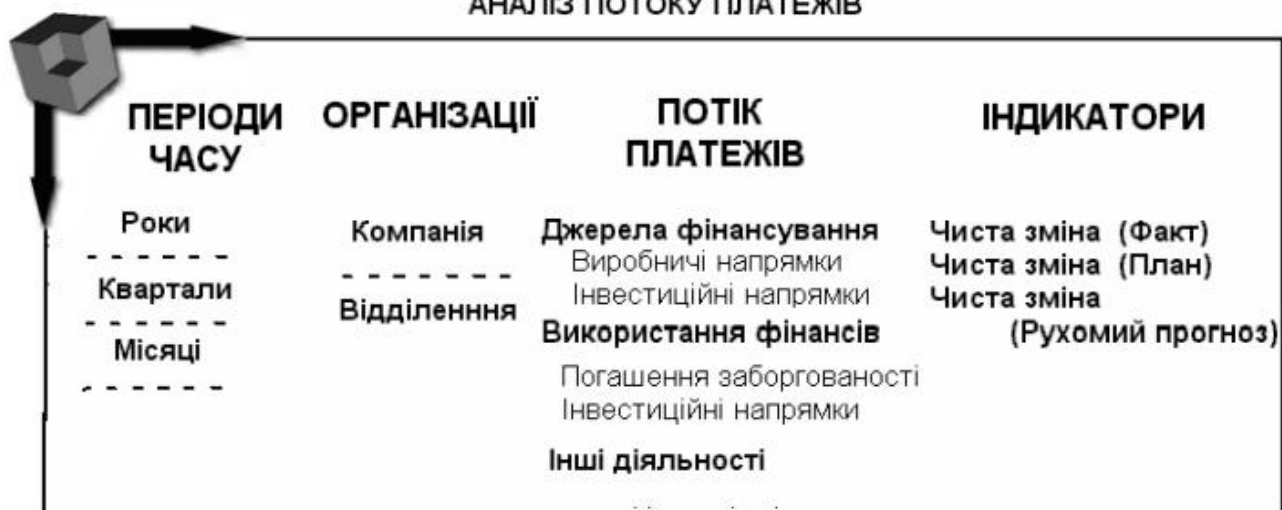 АНАЛІЗ ПОТОКУ ПЛАТЕЖІВ
ПЕРІОДИ
ЧАСУ
Роки
Квартали
Місяці
ОРГАНІЗАЦІЇ
Компанія
Відділенння
ПОТІК
ПЛАТЕЖІВ
Джерела фінансування
Виробничі напрямки
Інвестиційні напрямки
Використання фінансів
Погашення заборгованості
Інвестиційні напрямки
Інші діяльності
ІНДИКАТОРИ
Чиста зміна (Факт)
Чиста зміна (План)
Чиста зміна
(Рухомий прогноз)